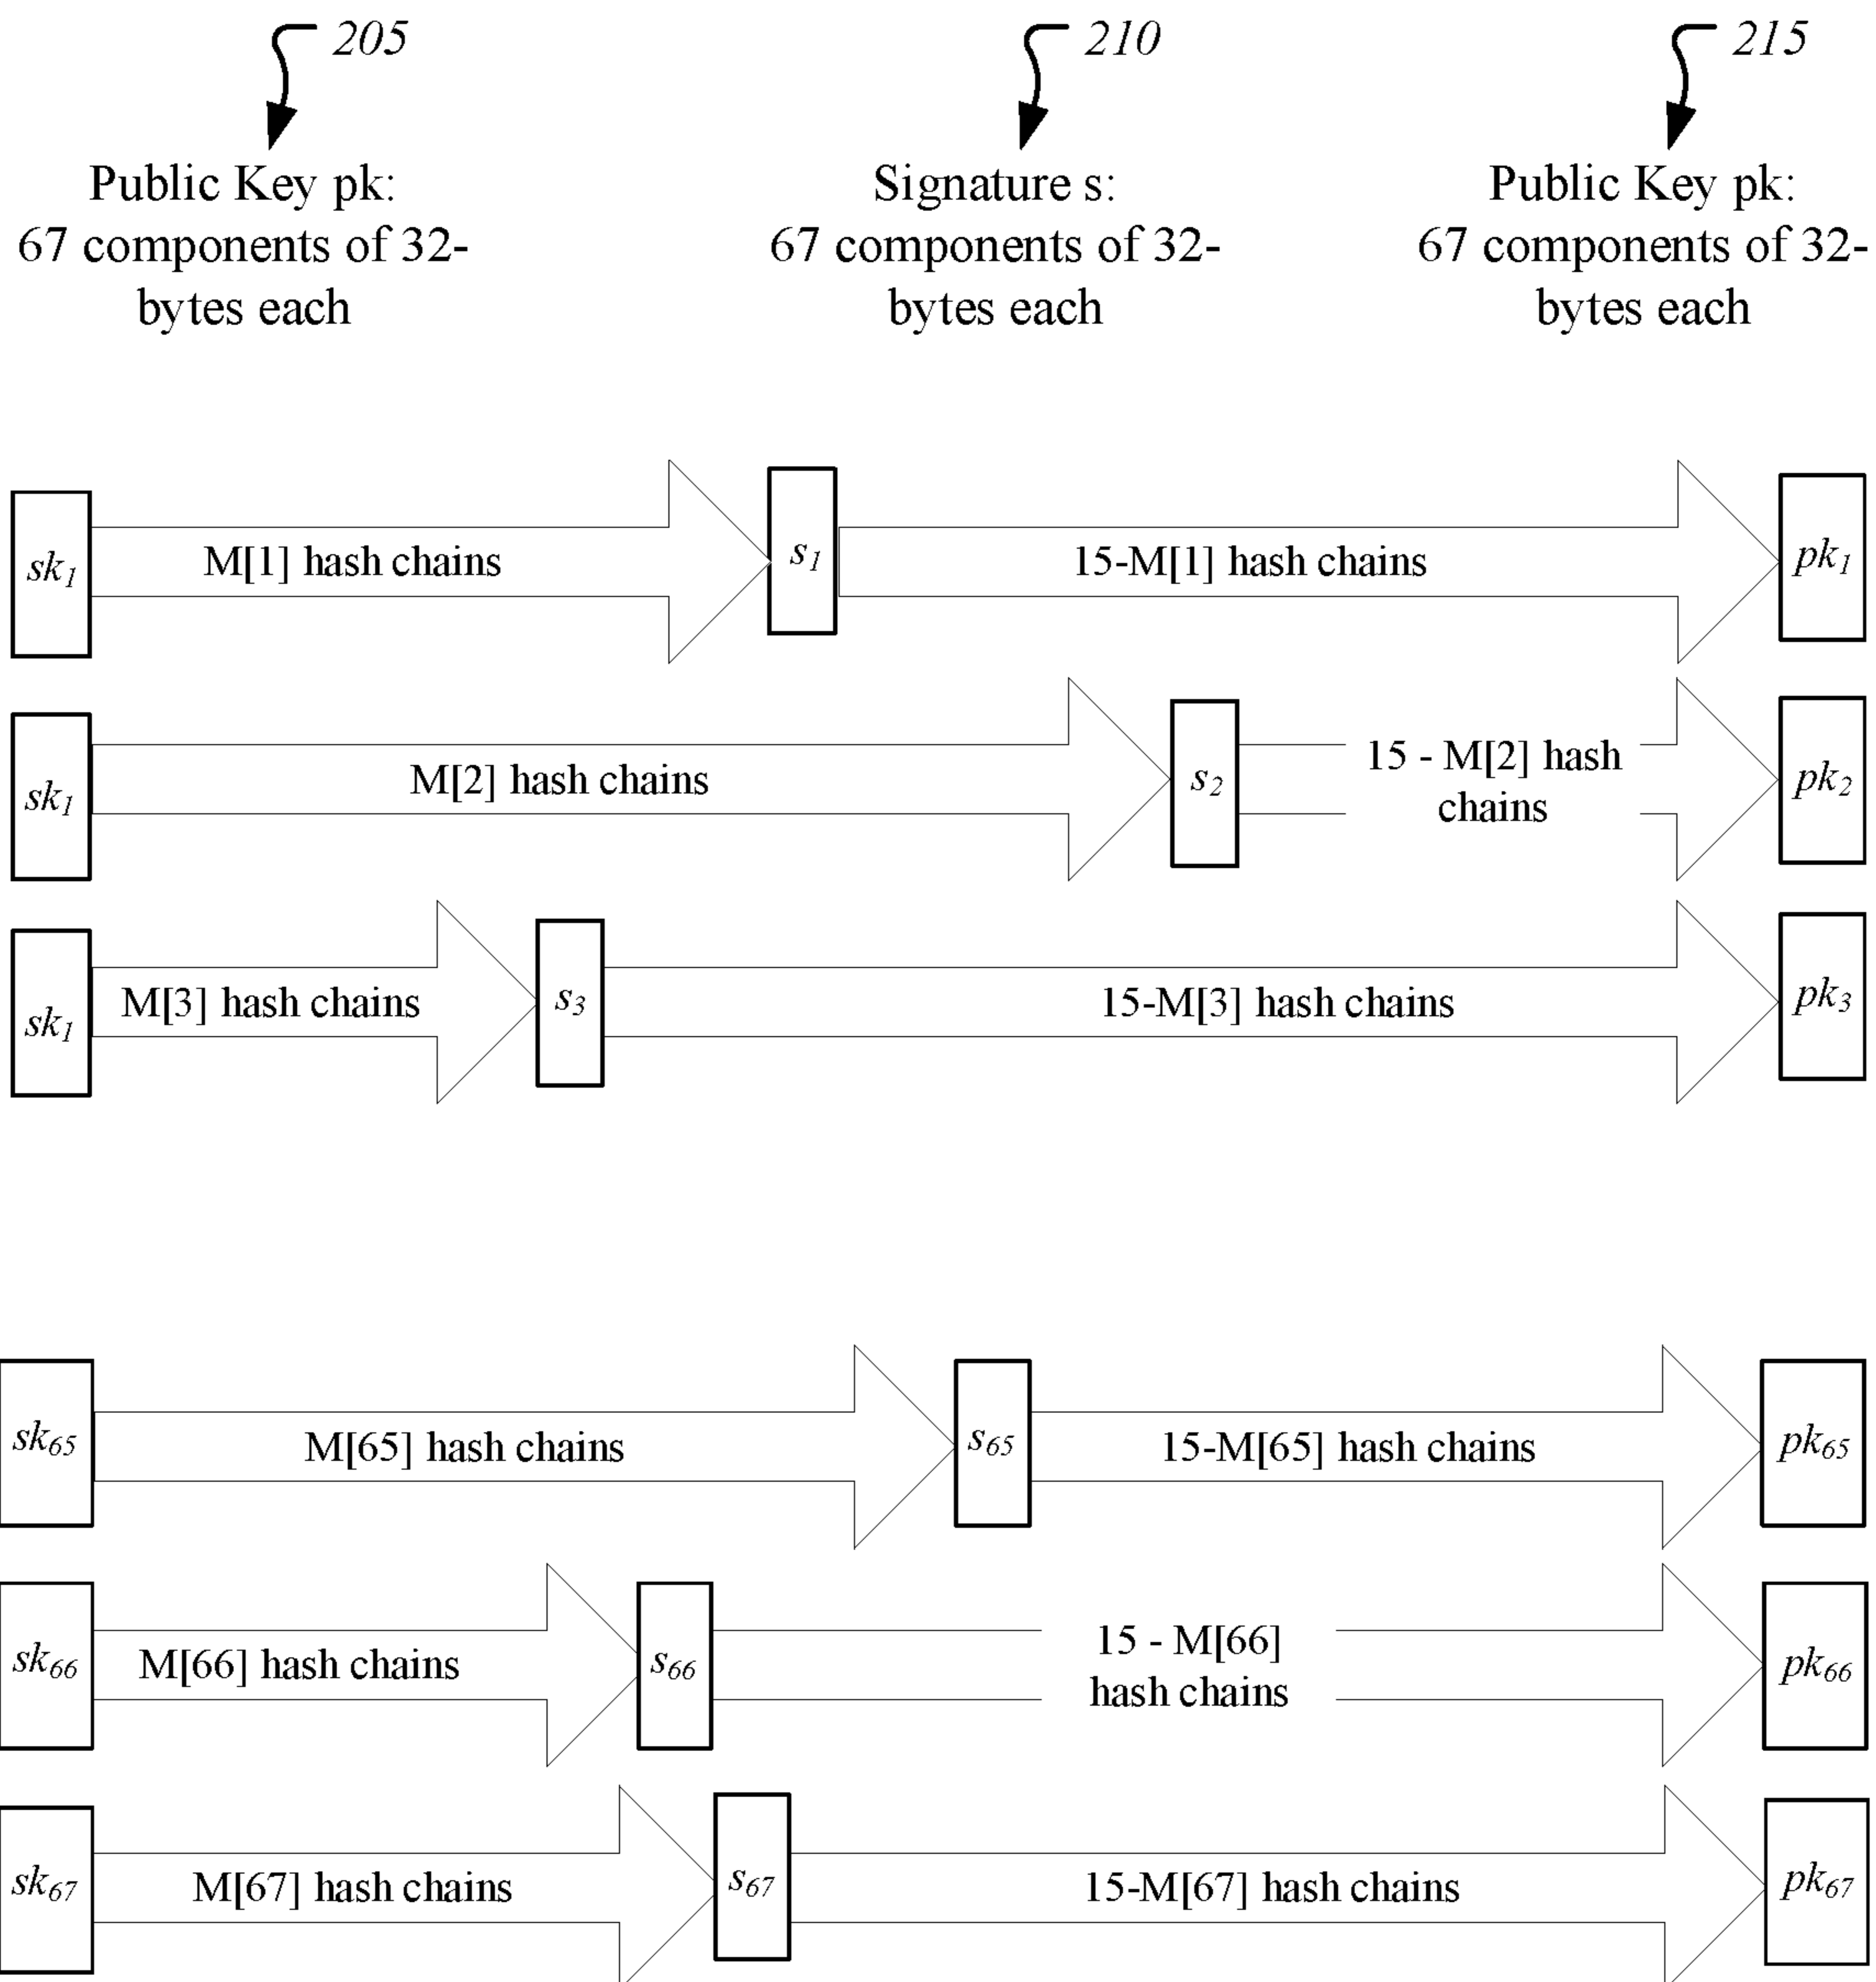 205
210
215
Public Key pk:
67 components of 32-
bytes each
Signature s:
67 components of 32-
bytes each
Public Key pk:
67 components of 32-
bytes each
sk1
M[1] hash chains
s1
15-M[1] hash chains
pk1
sk1
M[2] hash chains
s2
15 - M[2] hash
chains
pk2
sk1
M[3] hash chains
s3
15-M[3] hash chains
pk3
sk65
M[65] hash chains
s65
15-M[65] hash chains
pk65
sk66
M[66] hash chains
s66
15 - M[66]
hash chains
pk66
sk67
M[67] hash chains
s67
15-M[67] hash chains
pk67